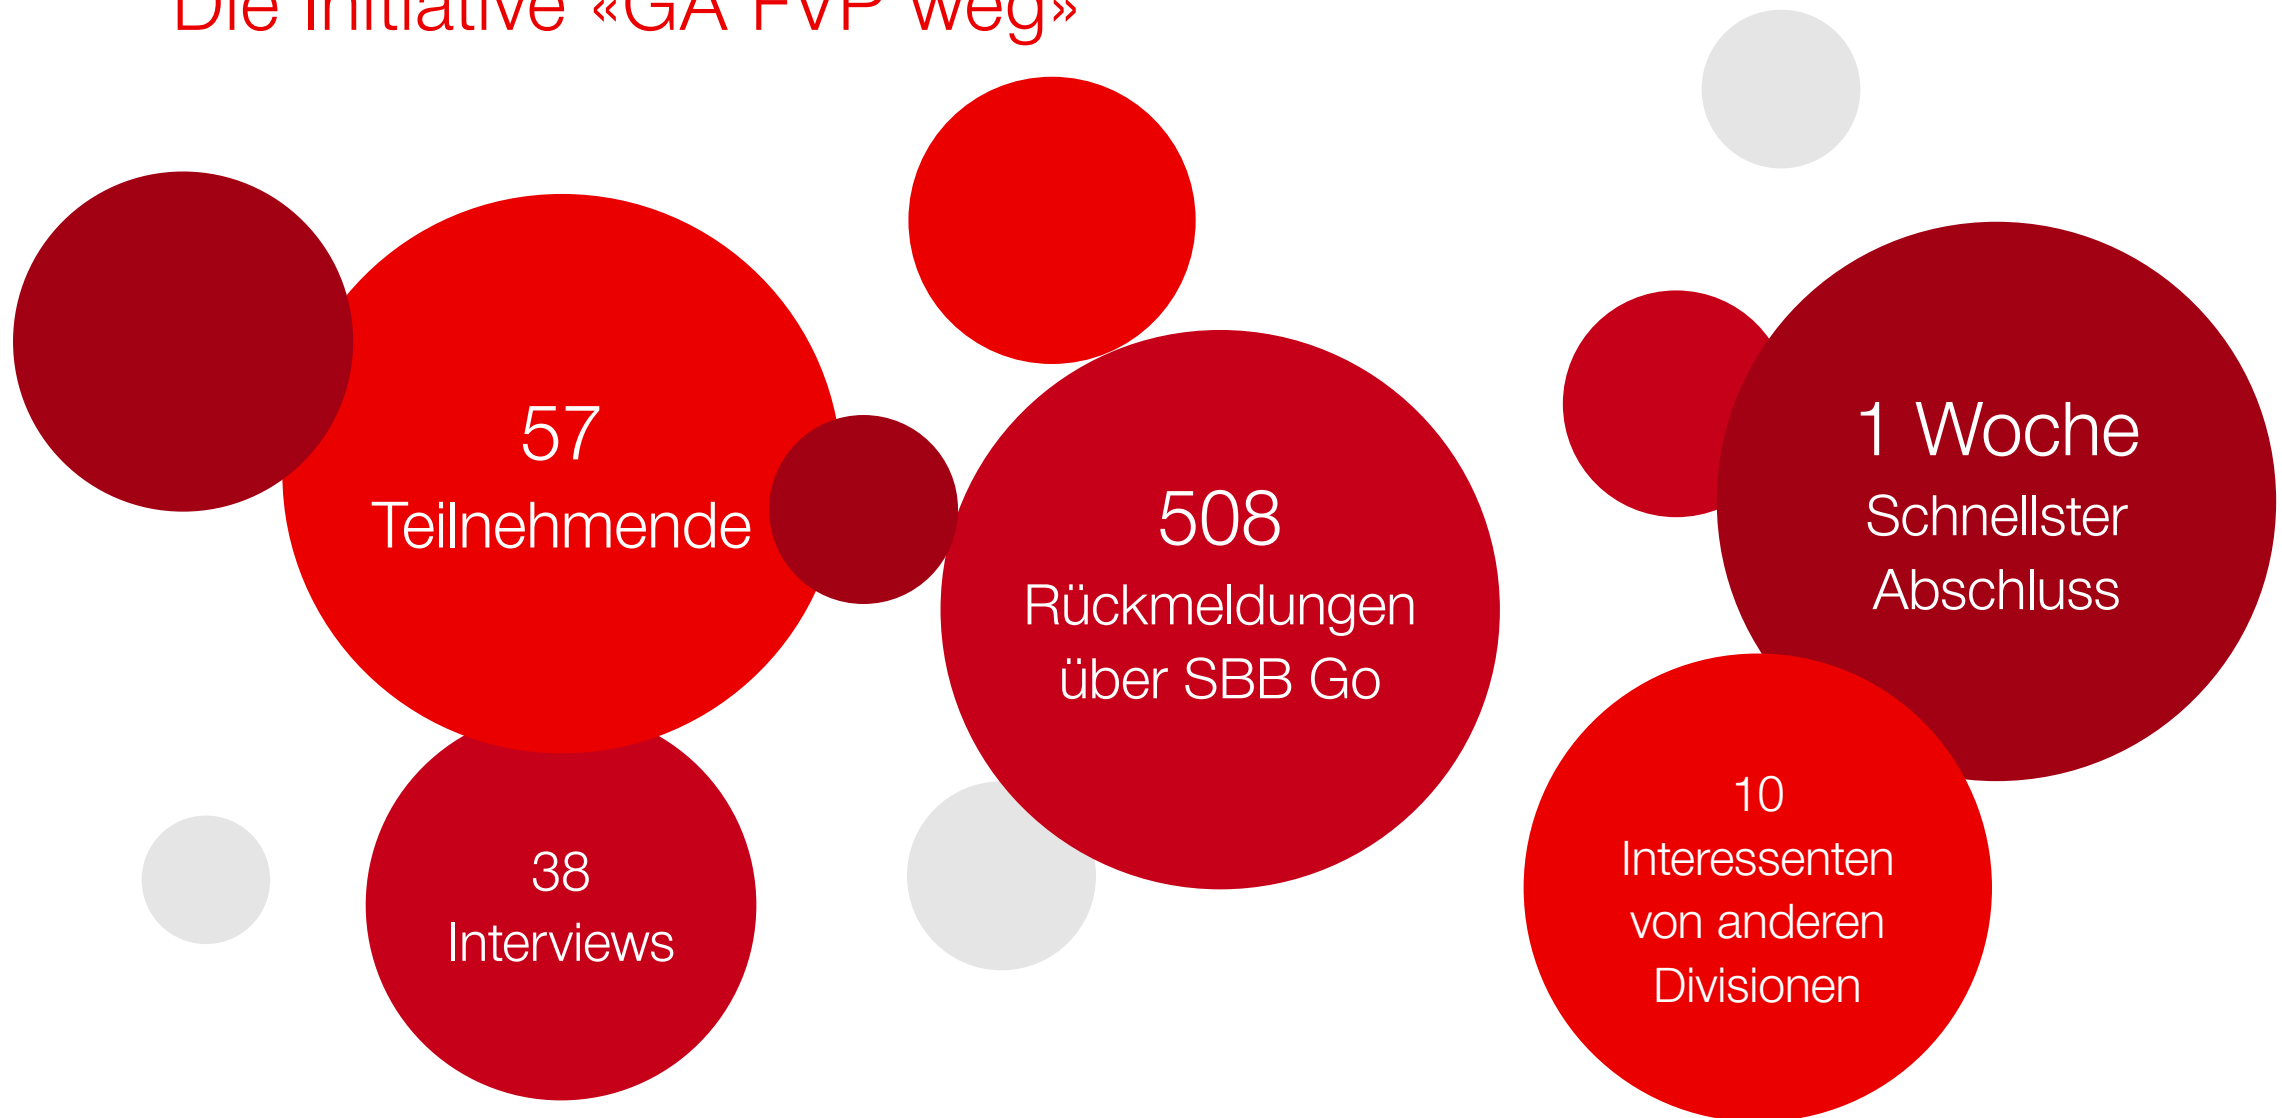 Die Initiative «GA FVP weg»
57
Teilnehmende
508
Rückmeldungen
über SBB Go
1 Woche
Schnellster
Abschluss
38
Interviews
10
Interessenten
von anderen
Divisionen